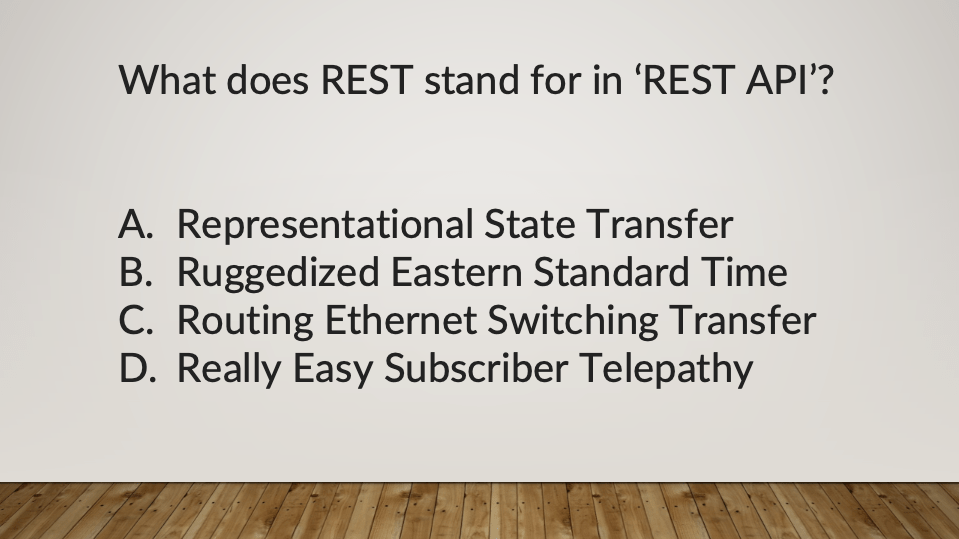 What does REST stand for in ‘REST API’?
A. Representational State Transfer
B. Ruggedized Eastern Standard Time
C. Routing Ethernet Switching Transfer
D. Really Easy Subscriber Telepathy